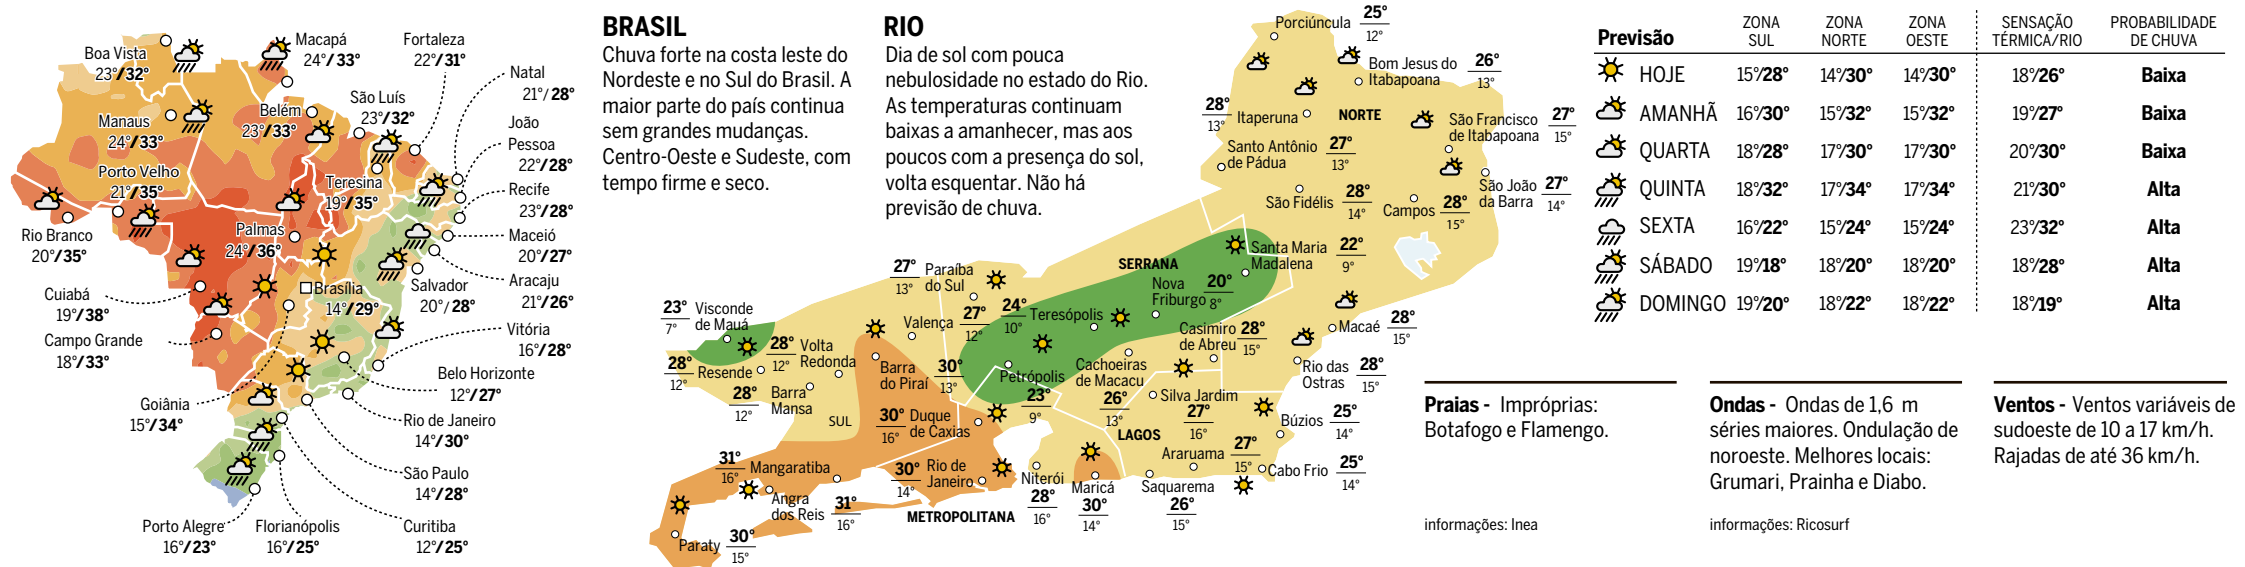 Boa Vista
23°/32°
Macapá
24°/33°
Fortaleza
22°/31°
Natal
21°/28°
Manaus
24°/33°
Belém
23°/33°
São Luís
23°/32°
João
Pessoa
22°/28°
Porto Velho
21°/35°
Teresina
19°/35°
Recife
23°/28°
Rio Branco
20°/35°
Palmas
24°/36°
Maceió
20°/27°
Cuiabá
19°/38°
Brasília
14°/29°
Salvador
20°/28°
Aracaju
21°/26°
Campo Grande
18°/33°
Vitória
16°/28°
Belo Horizonte
12°/27°
Goiânia
15°/34°
Rio de Janeiro
14°/30°
São Paulo
14°/28°
Porto Alegre
16°/23°
Florianópolis
16°/25°
Curitiba
12°/25°
BRASIL
Chuva forte na costa leste do
Nordeste e no Sul do Brasil. A
maior parte do país continua
sem grandes mudanças.
Centro-Oeste e Sudeste, com
tempo firme e seco.
RIO
Dia de sol com pouca
nebulosidade no estado do Rio.
As temperaturas continuam
baixas a amanhecer, mas aos
poucos com a presença do sol,
volta esquentar. Não há
previsão de chuva.
Porciúncula 25°
12°
Bom Jesus do
Itabapoana 26°
13°
Itaperuna 28°
13°
NORTE
São Francisco
de Itabapoana 27°
15°
Santo Antônio
de Pádua 27°
13°
São Fidélis 28°
14°
Campos 28°
15°
São João
da Barra 27°
14°
Santa Maria
Madalena 22°
9°
SERRANA
Nova
Friburgo 20°
8°
Paraíba
do Sul 27°
13°
Visconde
de Mauá 23°
7°
Valença 27°
12°
Teresópolis 24°
10°
Casimiro
de Abreu 28°
15°
Macaé 28°
15°
Volta
Redonda 28°
12°
Resende 28°
12°
Barra
do Piraí 30°
13°
Petrópolis
23°
9°
Cachoeiras
de Macacu
26°
13°
Rio das
Ostras 28°
15°
Barra
Mansa 28°
12°
SUL
Duque
de Caxias 30°
16°
Silva Jardim
27°
16°
LAGOS
Búzios 25°
14°
Araruama 27°
15°
Cabo Frio 25°
14°
Mangaratiba 31°
16°
Rio de
Janeiro 30°
14°
Niterói
28°
16°
Maricá
30°
14°
Saquarema
26°
15°
Angra
dos Reis 31°
16°
METROPOLITANA
Paraty 30°
15°
Previsão ZONA SUL ZONA NORTE ZONA OESTE SENSAÇÃO TÉRMICA/RIO PROBABILIDADE DE CHUVA
HOJE 15°/28° 14°/30° 14°/30° 18°/26° Baixa
AMANHÃ 16°/30° 15°/32° 15°/32° 19°/27° Baixa
QUARTA 18°/28° 17°/30° 17°/30° 20°/30° Baixa
QUINTA 18°/32° 17°/34° 17°/34° 21°/30° Alta
SEXTA 16°/22° 15°/24° 15°/24° 23°/32° Alta
SÁBADO 19°/18° 18°/20° 18°/20° 18°/28° Alta
DOMINGO 19°/20° 18°/22° 18°/22° 18°/19° Alta
Praias - Impróprias:
Botafogo e Flamengo.
informações: Inea
Ondas - Ondas de 1,6 m
séries maiores. Ondulação de
noroeste. Melhores locais:
Grumari, Prainha e Diabo.
informações: Ricosurf
Ventos - Ventos variáveis de
sudoeste de 10 a 17 km/h.
Rajadas de até 36 km/h.